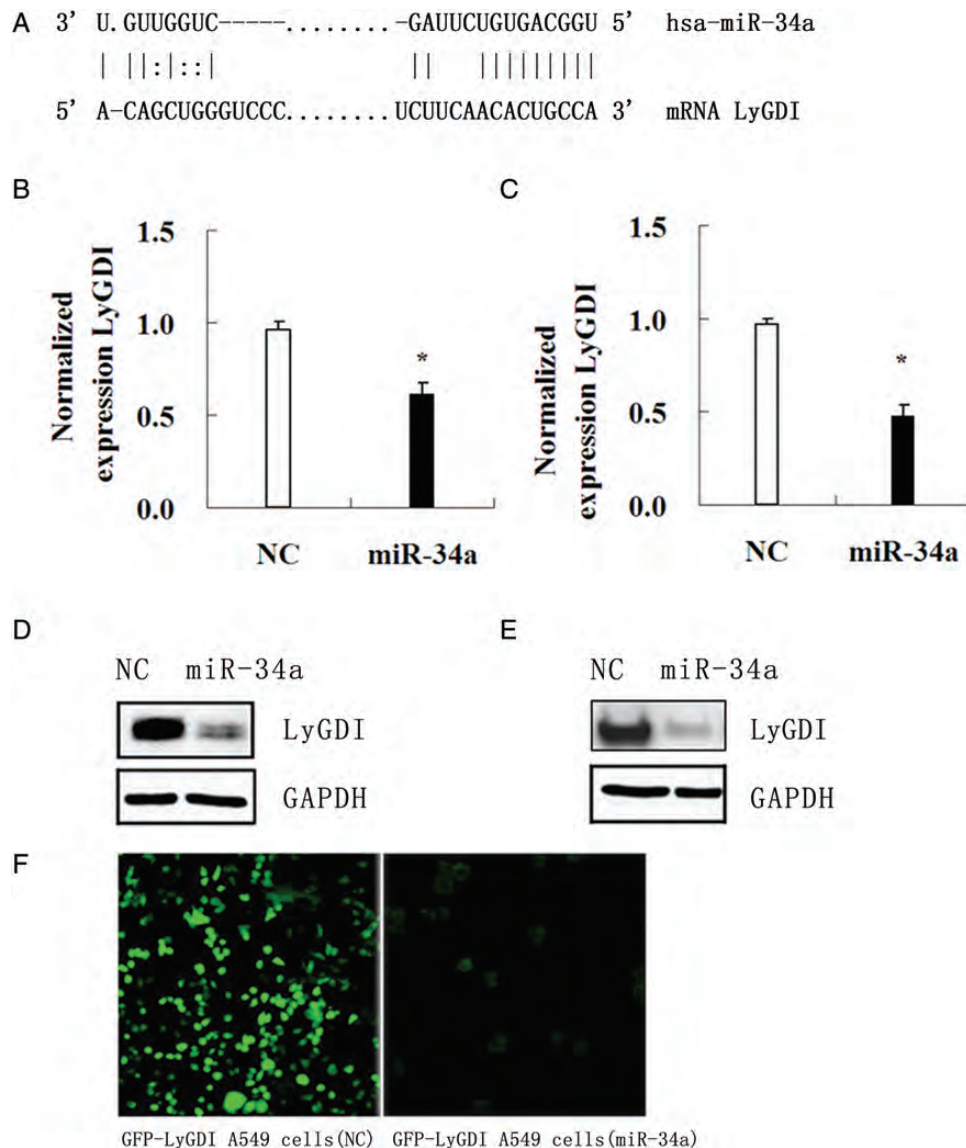 A 3' U.GUUGGUC-----........-GAUUCUGUGACGGU 5' hsa-miR-34a
| ||:|::| || |||||||||
5' A-CAGCUGGGUCCC........UCUUCAACACUGCCA 3' mRNA LyGDI
B
Normalized
expression LyGDI
1.5
1.0
0.5
0.0
*
NC miR-34a
C
Normalized
expression LyGDI
1.5
1.0
0.5
0.0
*
NC miR-34a
D
NC miR-34a
LyGDI
GAPDH
E
NC miR-34a
LyGDI
GAPDH
F
GFP-LyGDI A549 cells(NC) GFP-LyGDI A549 cells(miR-34a)